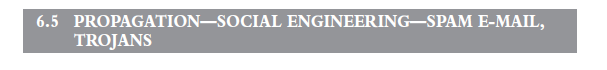 6.5 PROPAGATION—SOCIAL ENGINEERING—SPAM E-MAIL,
TROJANS